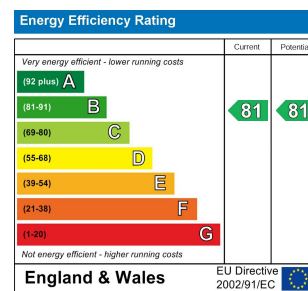 Energy Efficiency Rating
Current Potentia
Very energy efficient - lower running costs
(92 plus) A
(81-91) B 81 81
(69-80) C
(55-68) D
(39-54) E
(21-38) F
(1-20) G
Not energy efficient - higher running costs
England & Wales
EU Directive
2002/91/EC